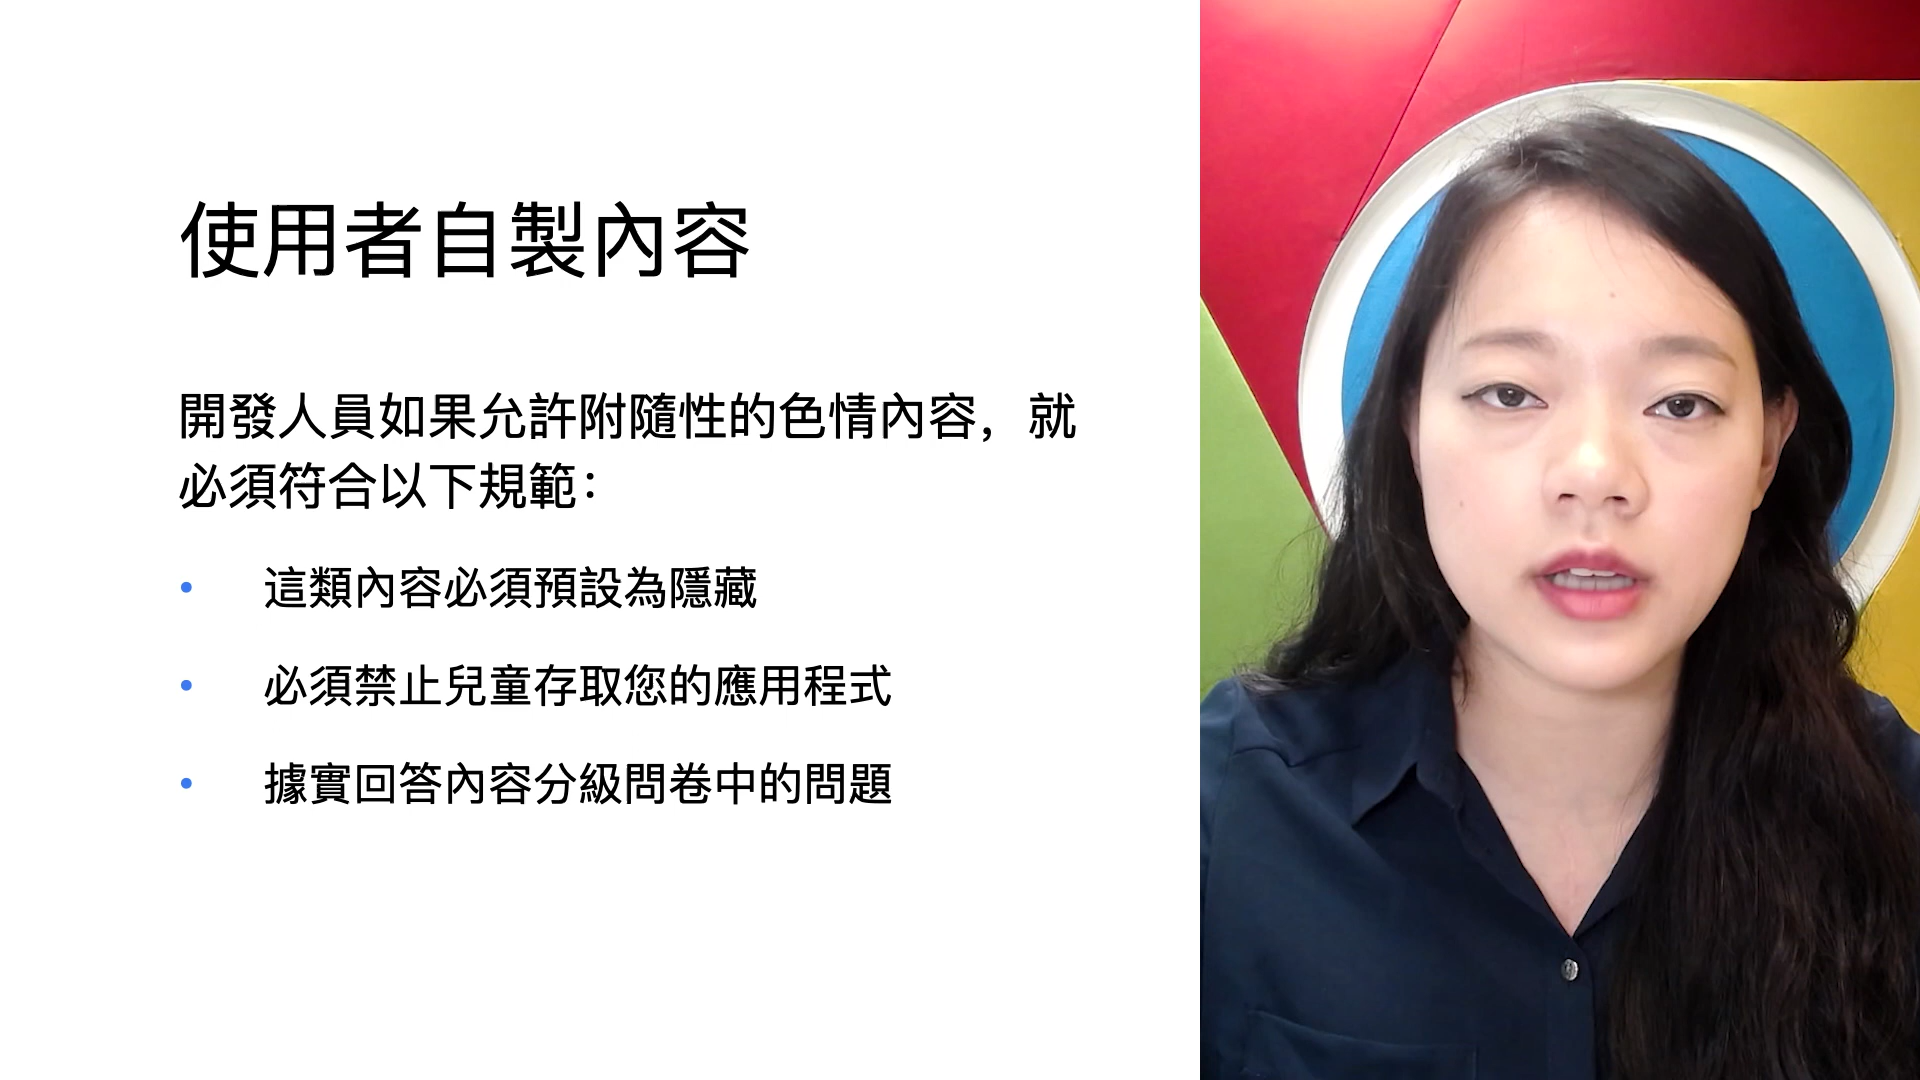 使用者自製內容
開發人員如果允許附隨性的色情內容，就
必須符合以下規範：
• 這類內容必須預設為隱藏
• 必須禁止兒童存取您的應用程式
• 據實回答內容分級問卷中的問題